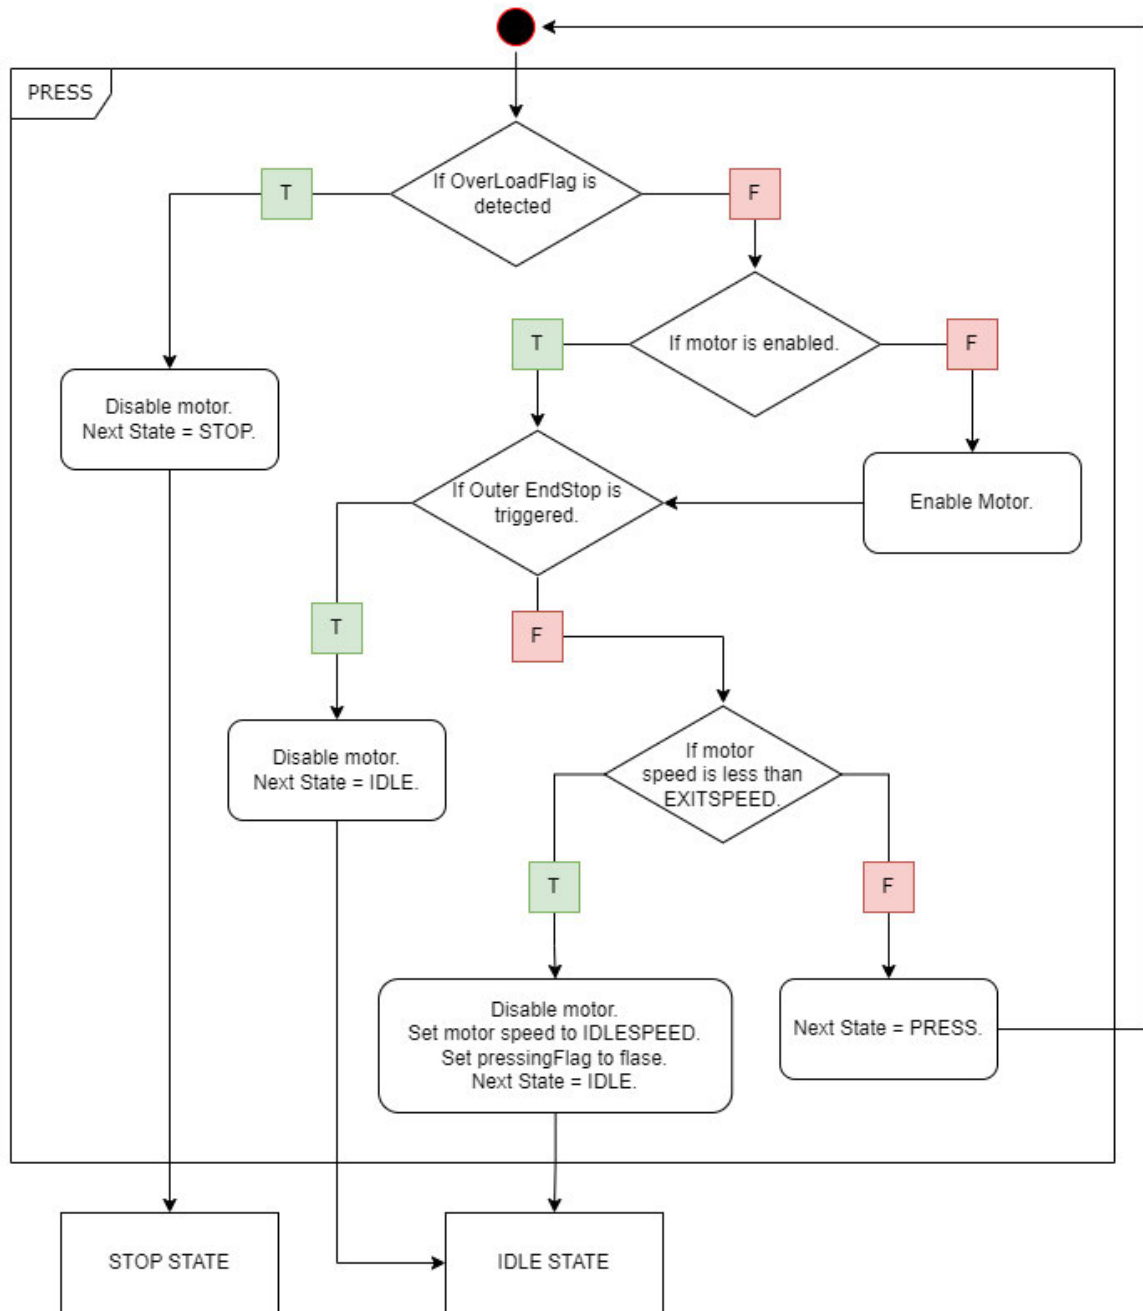 PRESS
If OverLoadFlag is
detected
T
F
If motor is enabled.
T
F
Disable motor.
Next State = STOP.
If Outer EndStop is
triggered.
Enable Motor.
T
F
Disable motor.
Next State = IDLE.
If motor
speed is less than
EXITSPEED.
T
F
Disable motor.
Set motor speed to IDLESPEED.
Set pressingFlag to flase.
Next State = IDLE.
Next State = PRESS.
STOP STATE
IDLE STATE